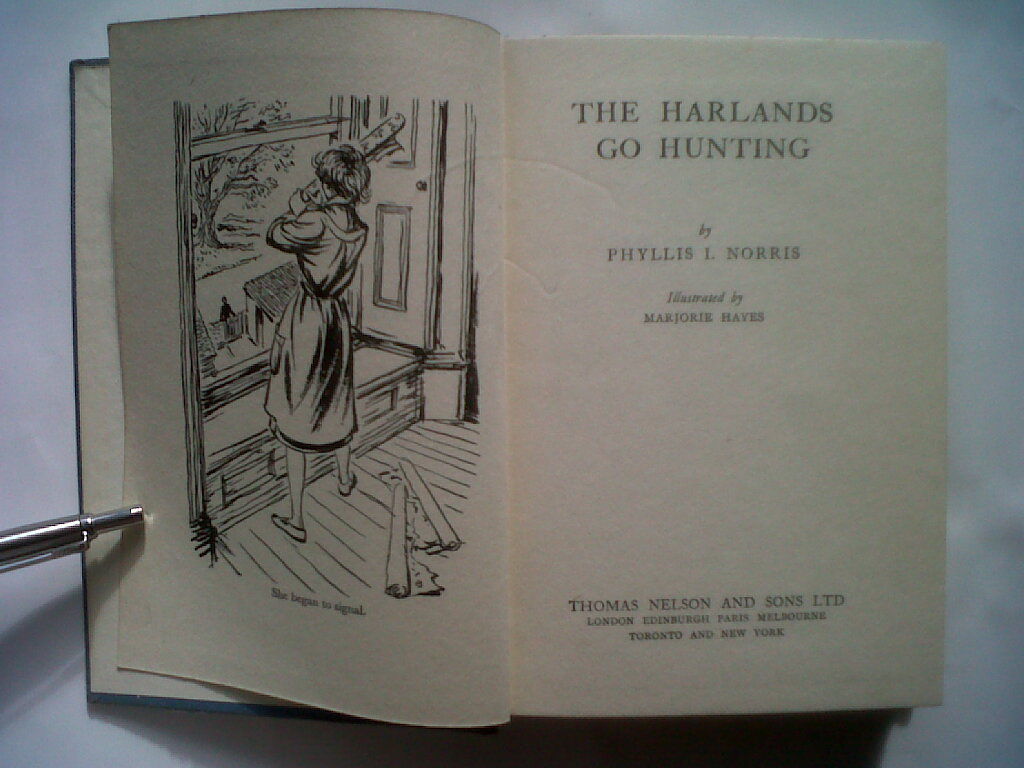 She began to signal.
THE HARLANDS
GO HUNTING
by
PHYLLIS I. NORRIS
Illustrated by
MARJORIE HAYES
THOMAS NELSON AND SONS LTD
LONDON EDINBURGH PARIS MELBOURNE
TORONTO AND NEW YORK